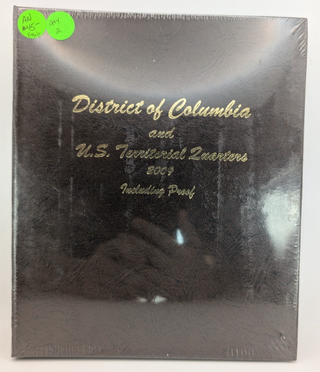 District of Columbia
and
U.S. Territorial Quarters
2009
Including Proof